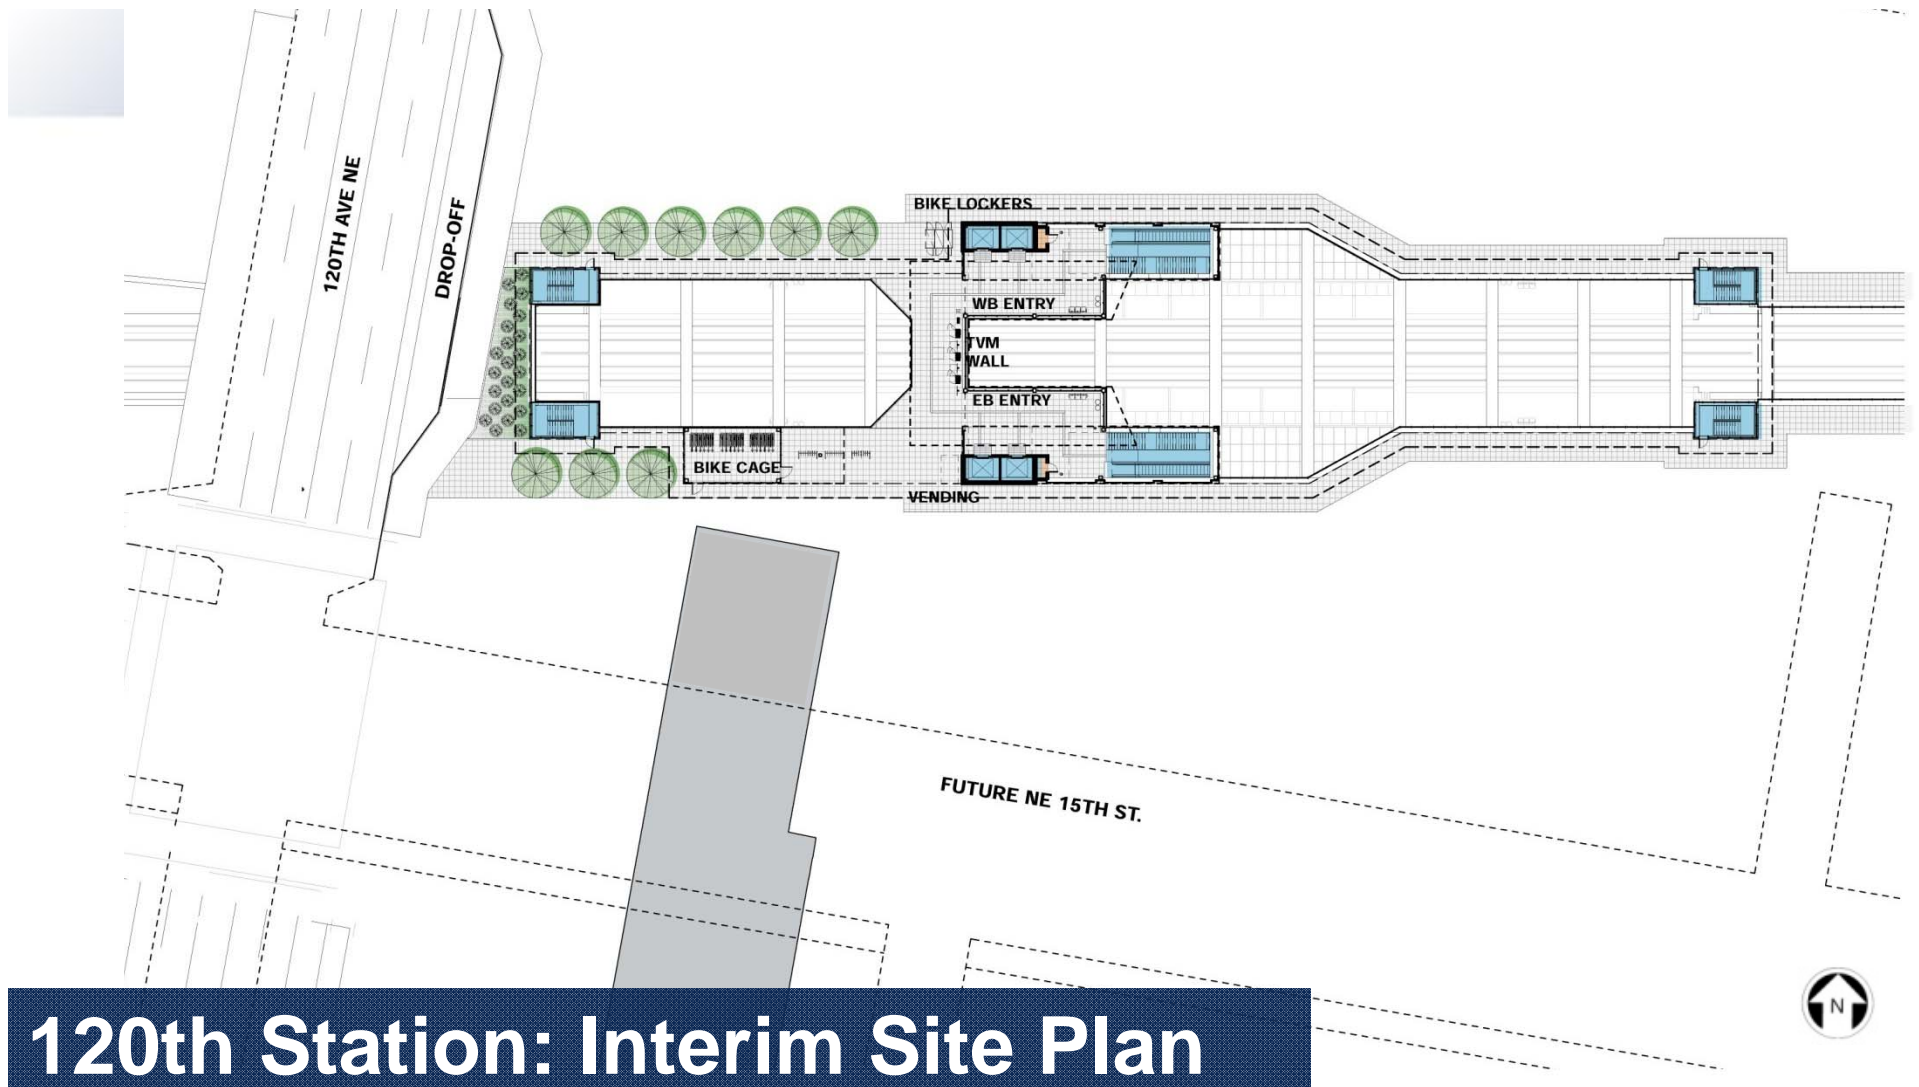 120TH AVE NE
DROP-OFF
BIKE LOCKERS
WB ENTRY
TVM
WALL
EB ENTRY
BIKE CAGE
VENDING
FUTURE NE 15TH ST.
N
120th Station: Interim Site Plan